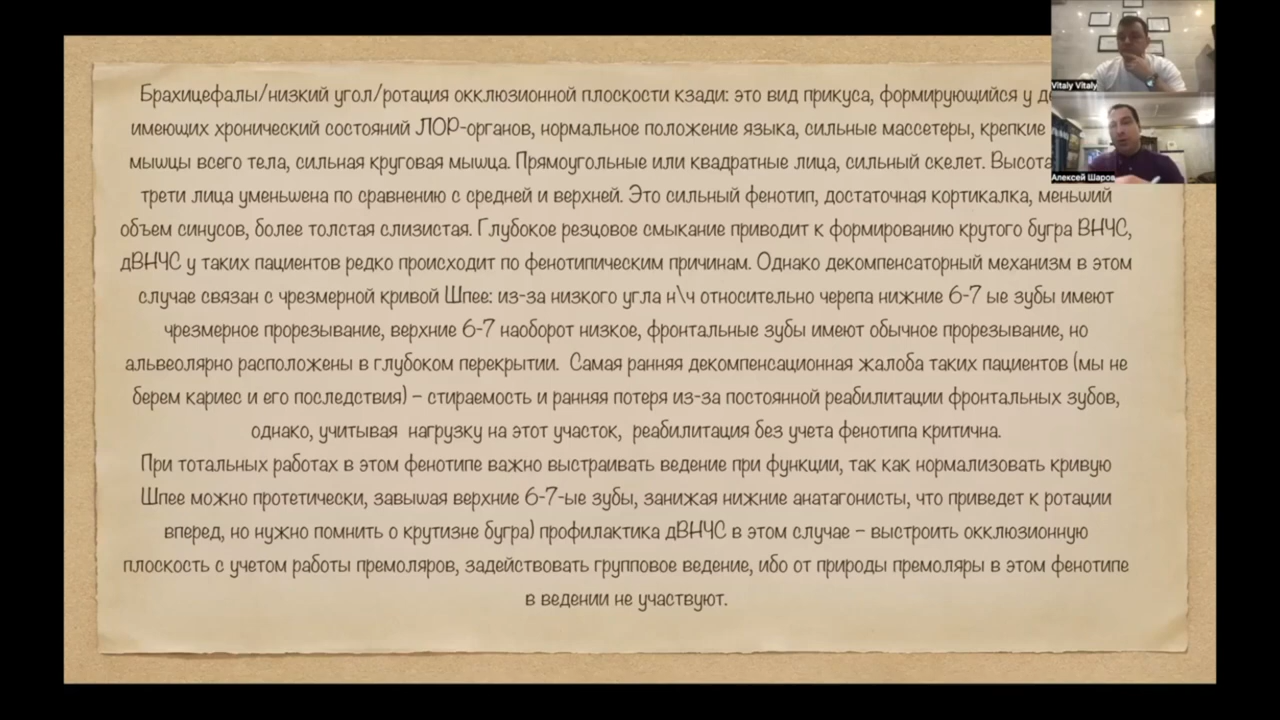 Брахицефалы/низкий угол/ротация окклюзионной плоскости кзади: это вид прикуса, формирующийся у
имеющих хронический состояний ЛОР-органов, нормальное положение языка, сильные массетеры, крепкие
мышцы всего тела, сильная круговая мышца. Прямоугольные или квадратные лица, сильный скелет.
трети лица уменьшена по сравнению с средней и верхней. Это сильный фенотип, достаточная кортикалка, меньший
объем синусов, более толстая слизистая. Глубокое резцовое смыкание приводит к формированию крутого бугра ВНЧС,
дВНЧС у таких пациентов редко происходит по фенотипическим причинам. Однако декомпенсаторный механизм в этом
случае связан с чрезмерной кривой Шпее: из-за низкого угла н\ч относительно черепа нижние 6-7 ые зубы имеют
чрезмерное прорезывание, верхние 6-7 наоборот низкое, фронтальные зубы имеют обычное прорезывание, но
альвеолярно расположены в глубоком перекрытии. Самая ранняя декомпенсационная жалоба таких пациентов (мы не
берем кариес и его последствия) – стираемость и ранняя потеря из-за постоянной реабилитации фронтальных зубов,
однако, учитывая нагрузку на этот участок, реабилитация без учета фенотипа критична.
При тотальных работах в этом фенотипе важно выстраивать ведение при функции, так как нормализовать кривую
Шпее можно протетически, завышая верхние 6-7-ые зубы, занижая нижние анатагонисты, что приведет к ротации
вперед, но нужно помнить о крутизне бугра) профилактика дВНЧС в этом случае – выстроить окклюзионную
плоскость с учетом работы премоляров, задействовать групповое ведение, ибо от природы премоляры в этом фенотипе
в ведении не участвуют.
Vitaly Vitaly
Алексей Шаров